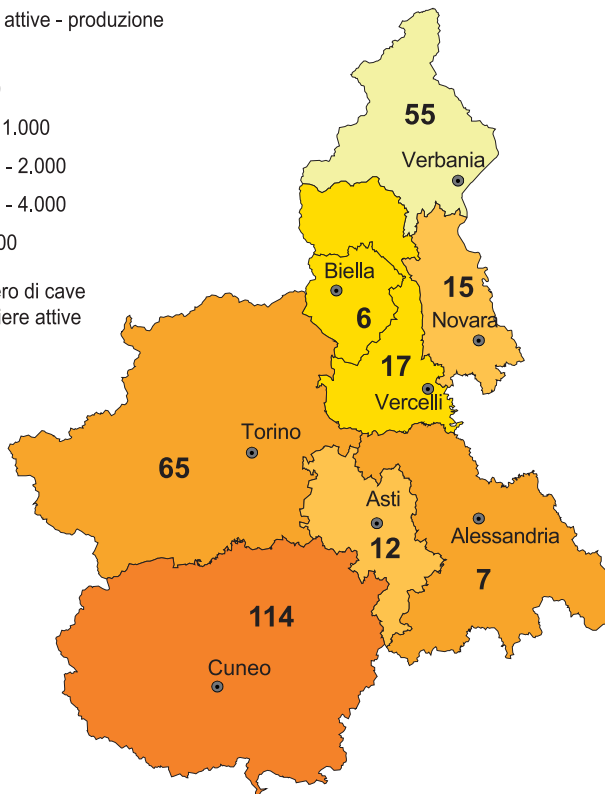 attive - produzione
1.000
- 2.000
- 4.000
00
ero di cave
iere attive
55
Verbania
Biella
6
15
Novara
17
Vercelli
Torino
65
Asti
12
Alessandria
7
114
Cuneo